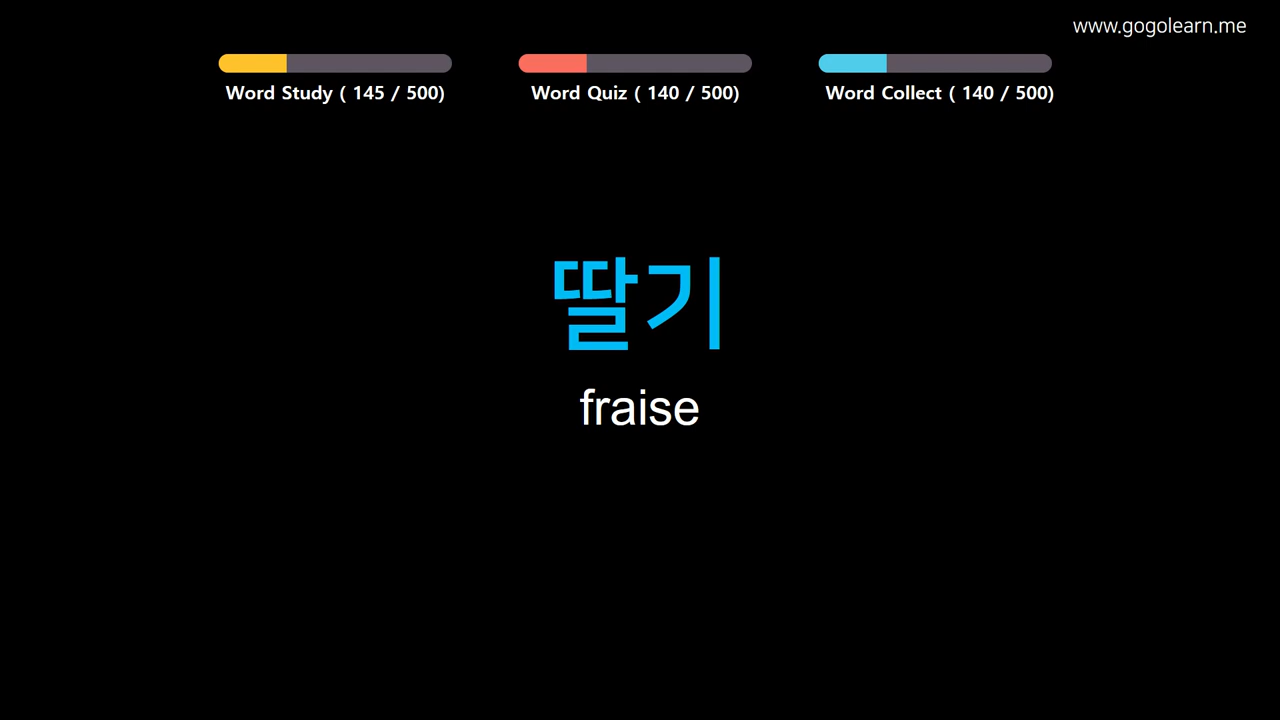 www.gogolearn.me
Word Study ( 145 / 500)
Word Quiz ( 140 / 500)
Word Collect ( 140 / 500)
딸기
fraise